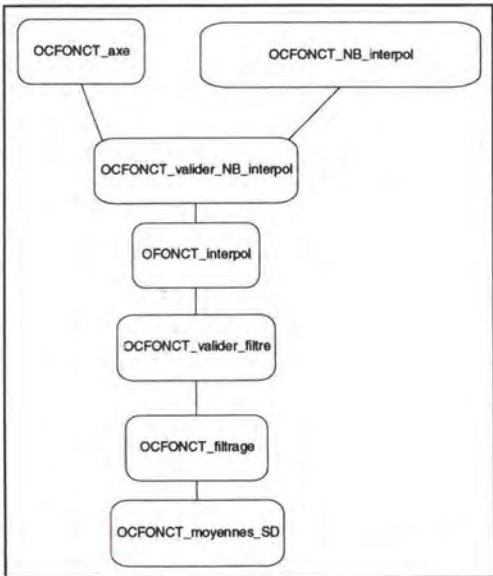 OCFONCT_axe
OCFONCT_NB_interpol
OCFONCT_valider_NB_interpol
OFONCT_interpol
OCFONCT_valider_filtre
OCFONCT_filtrage
OCFONCT_moyennes_SD